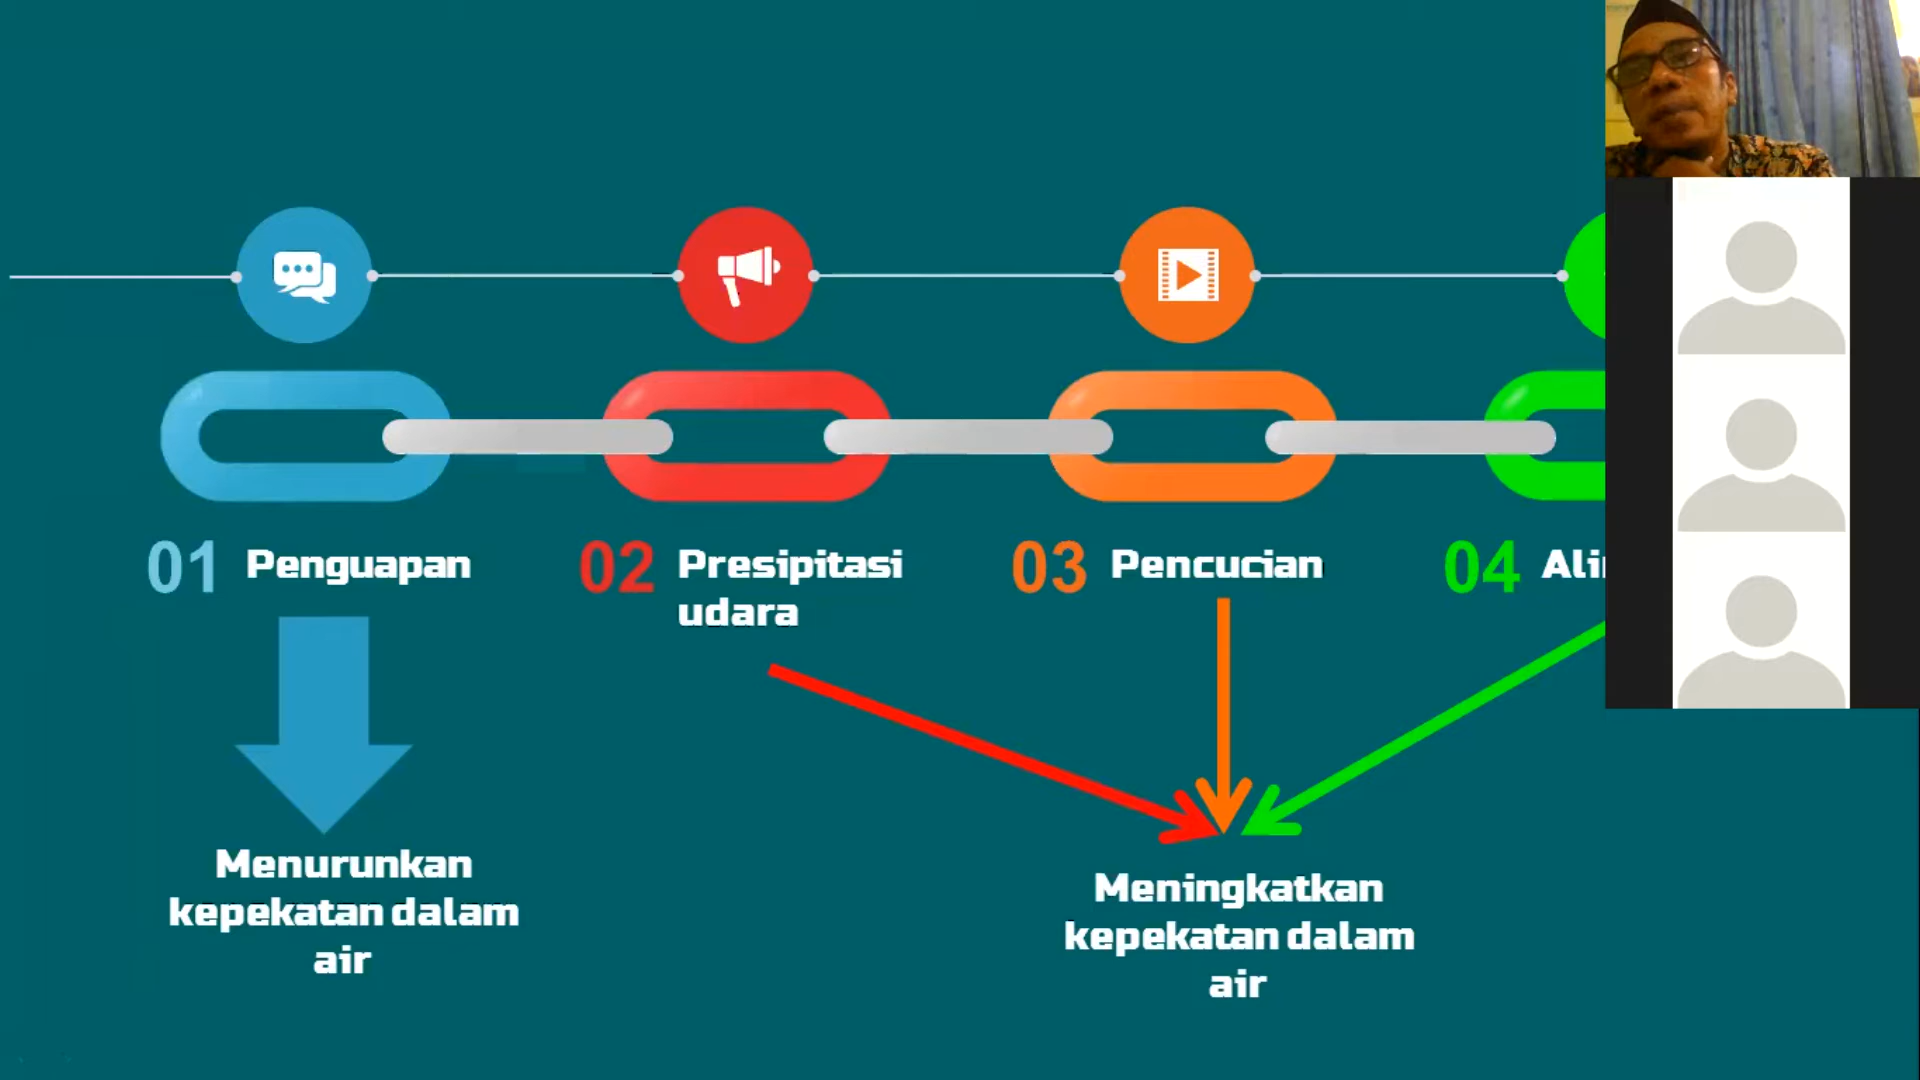 01 Penguapan
02 Presipitasi
udara
03 Pencucian
04
Menurunkan
kepekatan dalam
air
Meningkatkan
kepekatan dalam
air